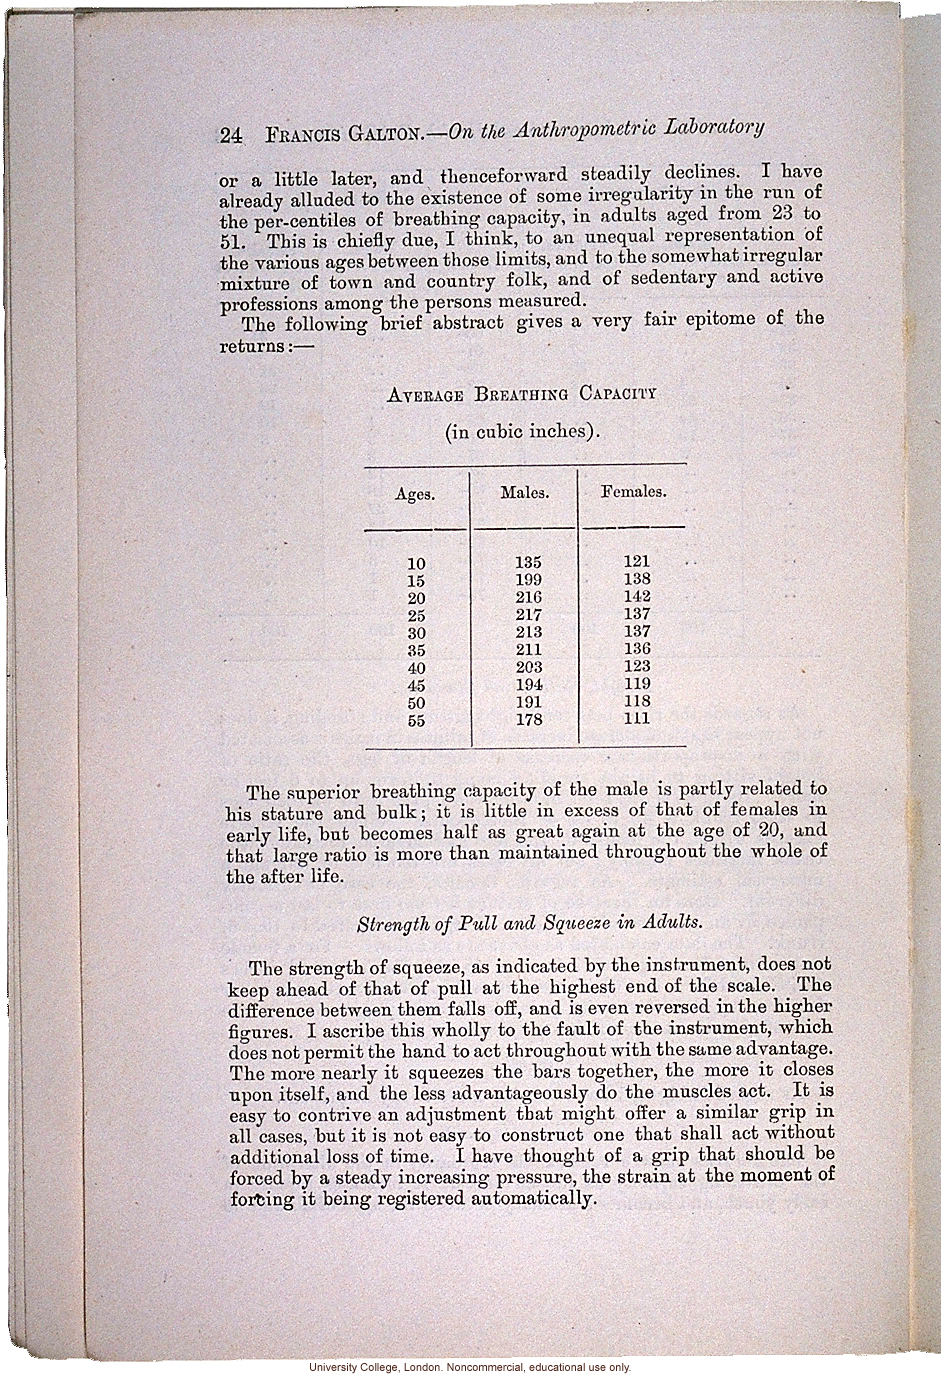 24 FRANCIS GALTON.—On the Anthropometric Laboratory
or a little later, and thenceforward steadily declines. I have
already alluded to the existence of some irregularity in the run of
the per-centiles of breathing capacity, in adults aged from 23 to
51. This is chiefly due, I think, to an unequal representation of
the various ages between those limits, and to the somewhat irregular
mixture of town and country folk, and of sedentary and active
professions among the persons measured.
The following brief abstract gives a very fair epitome of the
returns:—
AVERAGE BREATHING CAPACITY
(in cubic inches).
Ages. Males. Females.
10 135 121
15 199 138
20 216 142
25 217 137
30 213 137
35 211 136
40 203 123
45 194 119
50 191 118
55 178 111
The superior breathing capacity of the male is partly related to
his stature and bulk; it is little in excess of that of females in
early life, but becomes half as great again at the age of 20, and
that large ratio is more than maintained throughout the whole of
the after life.
Strength of Pull and Squeeze in Adults.
The strength of squeeze, as indicated by the instrument, does not
keep ahead of that of pull at the highest end of the scale. The
difference between them falls off, and is even reversed in the higher
figures. I ascribe this wholly to the fault of the instrument, which
does not permit the hand to act throughout with the same advantage.
The more nearly it squeezes the bars together, the more it closes
upon itself, and the less advantageously do the muscles act. It is
easy to contrive an adjustment that might offer a similar grip in
all cases, but it is not easy to construct one that shall act without
additional loss of time. I have thought of a grip that should be
forced by a steady increasing pressure, the strain at the moment of
forcing it being registered automatically.
University College, London. Noncommercial, educational use only.